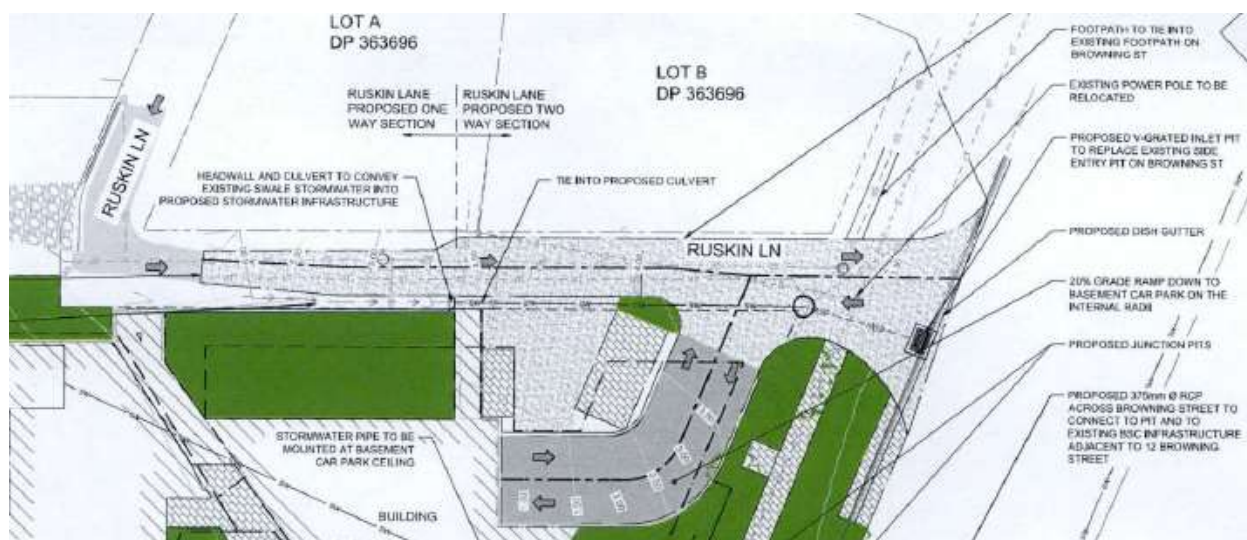 LOT A
DP 363696
LOT B
DP 363696
RUSKIN LANE
PROPOSED ONE
WAY SECTION
RUSKIN LANE
PROPOSED TWO
WAY SECTION
RUSKIN LN
HEADWALL AND CULVERT TO CONVEY
EXISTING SWALE STORMWATER INTO
PROPOSED STORMWATER INFRASTRUCTURE
TIE INTO PROPOSED CULVERT
RUSKIN LN
STORMWATER PIPE TO BE
MOUNTED AT BASEMENT
CAR PARK CEILING
BUILDING
FOOTPATH TO TIE INTO
EXISTING FOOTPATH ON
BROWNING ST
EXISTING POWER POLE TO BE
RELOCATED
PROPOSED V-GRATED INLET PIT
TO REPLACE EXISTING SIDE
ENTRY PIT ON BROWNING ST
PROPOSED DISH GUTTER
20% GRADE RAMP DOWN TO
BASEMENT CAR PARK ON THE
INTERNAL RADII
PROPOSED JUNCTION PITS
PROPOSED 375mm Ø RCP
ACROSS BROWNING STREET TO
CONNECT TO PIT AND TO
EXISTING BSC INFRASTRUCTURE
ADJACENT TO 12 BROWNING
STREET